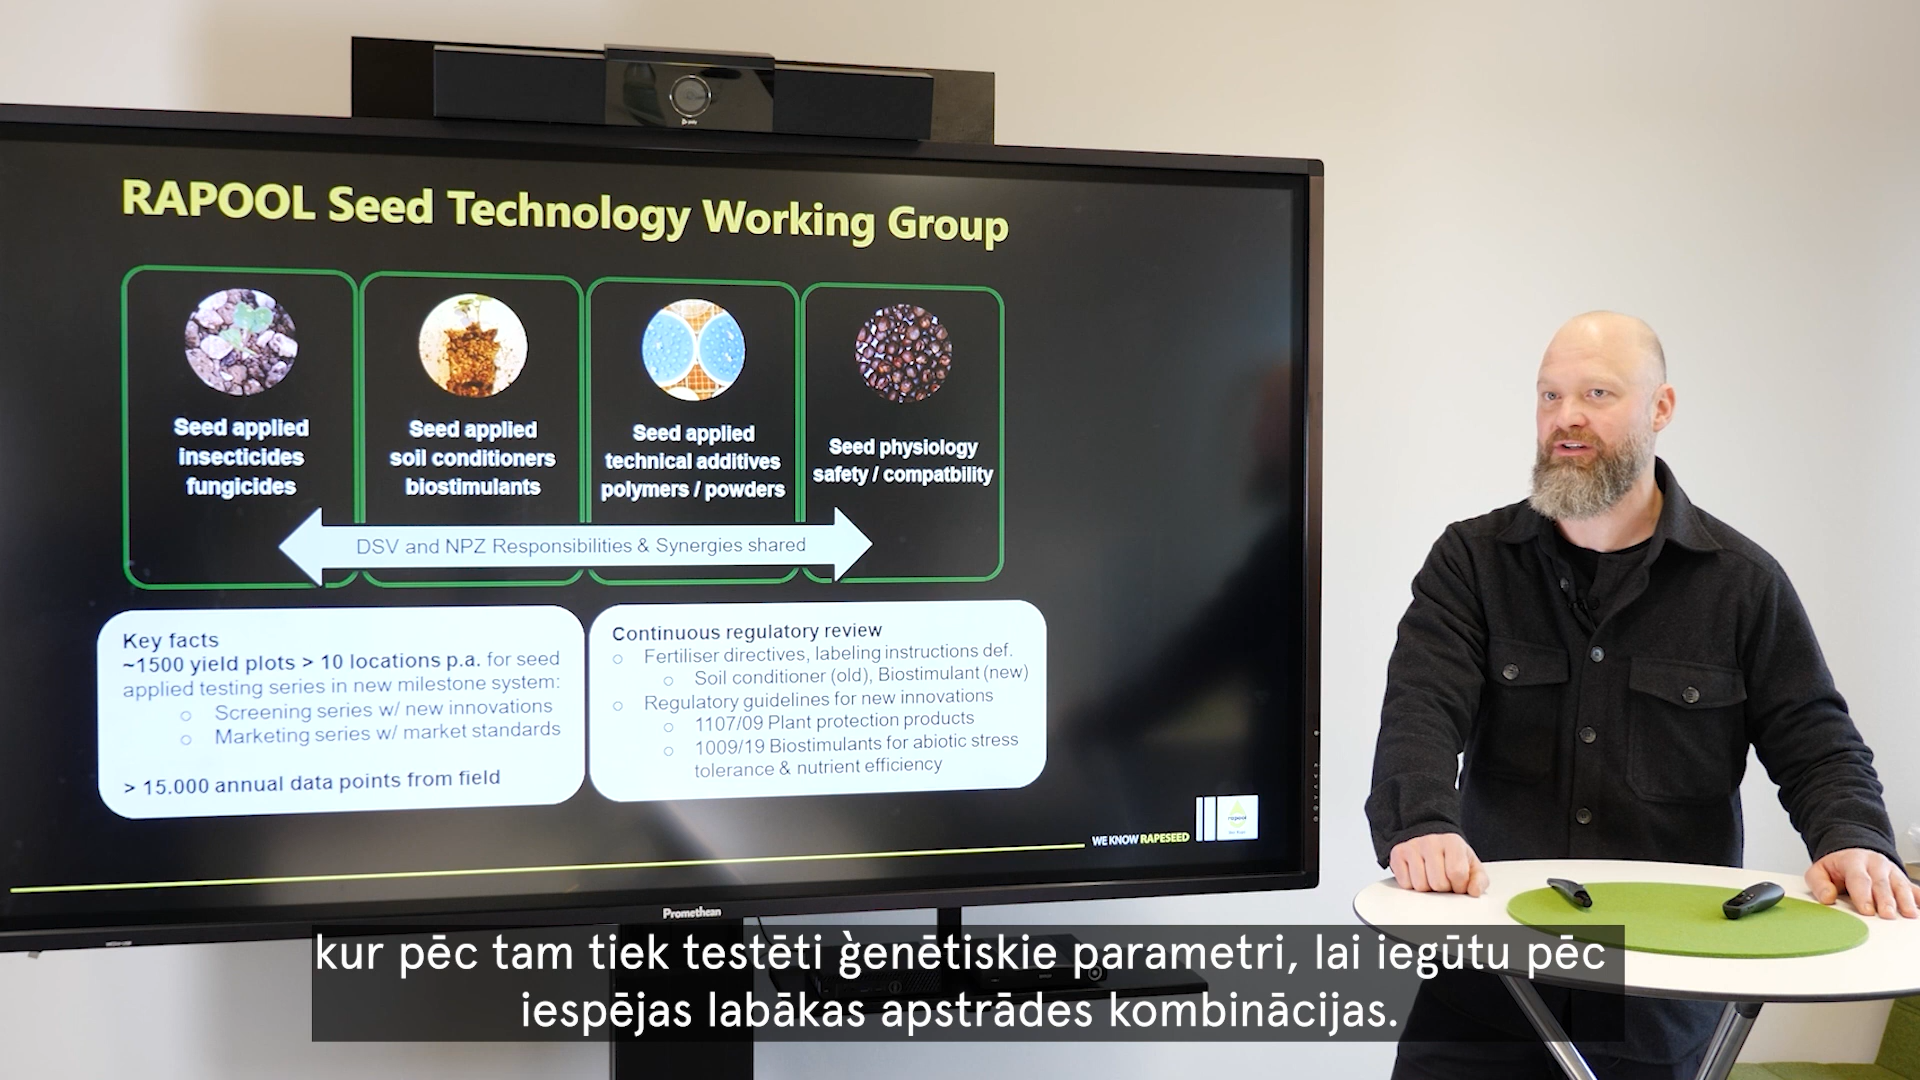 poly
RAPOOL Seed Technology Working Group
Seed applied
insecticides
fungicides
Seed applied
soil conditioners
biostimulants
Seed applied
technical additives
polymers / powders
Seed physiology
safety / compatbility
DSV and NPZ Responsibilities & Synergies shared
Key facts
~1500 yield plots > 10 locations p.a. for seed
applied testing series in new milestone system:
○ Screening series w/ new innovations
○ Marketing series w/ market standards
> 15.000 annual data points from field
Continuous regulatory review
○ Fertiliser directives, labeling instructions def.
○ Soil conditioner (old), Biostimulant (new)
○ Regulatory guidelines for new innovations
○ 1107/09 Plant protection products
○ 1009/19 Biostimulants for abiotic stress
tolerance & nutrient efficiency
WE KNOW RAPESEED
rapool
Promethean
kur pēc tam tiek testēti ģenētiskie parametri, lai iegūtu pēc
iespējas labākas apstrādes kombinācijas.